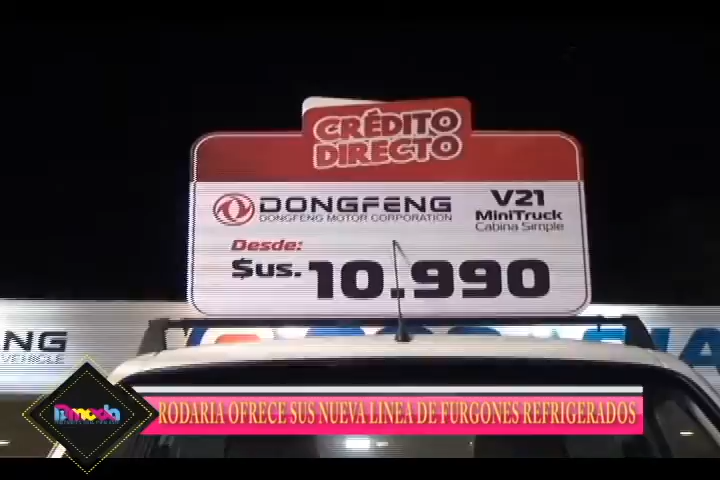 CRÉDITO
DIRECTO
DONGFENG
DONGFENG MOTOR CORPORATION
V21
MiniTruck
Cabina Simple
Desde:
$us. 10.990
NG
VEHICLE
RODARIA OFRECE SUS NUEVA LINEA DE FURGONES REFRIGERADOS